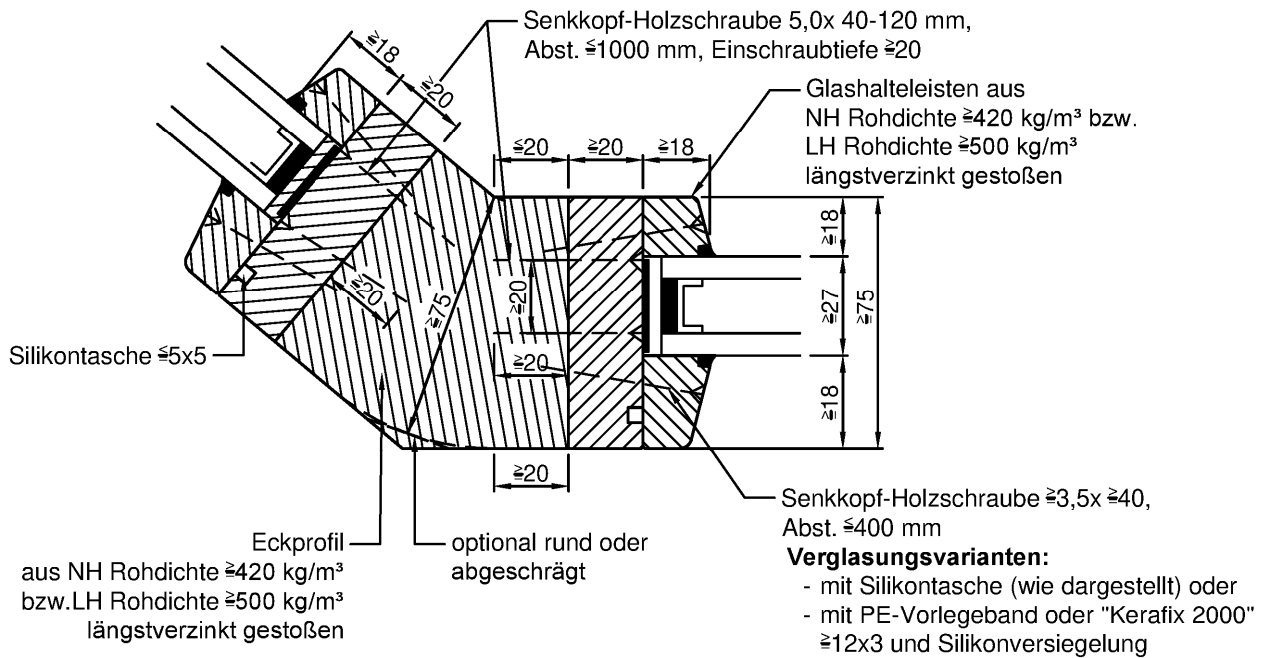 Senkkopf-Holzschraube 5,0x 40-120 mm,
Abst. ≦1000 mm, Einschraubtiefe ≧20
Glashalteleisten aus
NH Rohdichte ≧420 kg/m³ bzw.
LH Rohdichte ≧500 kg/m³
längstverzinkt gestoßen
≧18
≧20
≦20
≧20
≧18
≧18
≧27
≧75
≧18
≧20
≧75
≧20
≧20
≧20
Silikontasche ≦5x5
Eckprofil
aus NH Rohdichte ≧420 kg/m³
bzw.LH Rohdichte ≧500 kg/m³
längstverzinkt gestoßen
optional rund oder
abgeschrägt
Senkkopf-Holzschraube ≧3,5x ≧40,
Abst. ≦400 mm
Verglasungsvarianten:
- mit Silikontasche (wie dargestellt) oder
- mit PE-Vorlegeband oder "Kerafix 2000"
≧12x3 und Silikonversiegelung